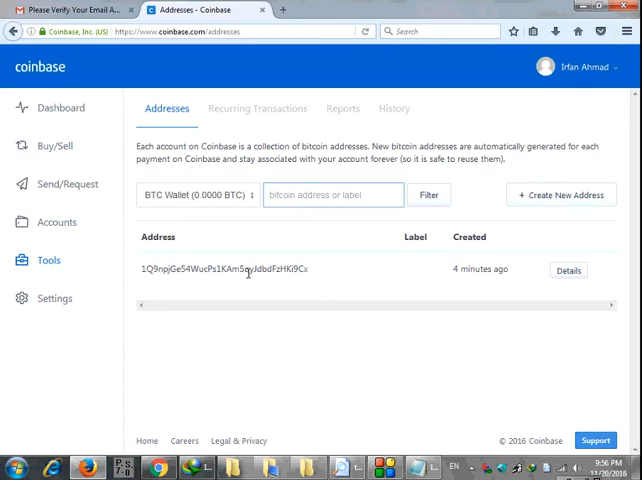 Please Verify Your Email A...
Addresses - Coinbase
Coinbase, Inc. (US)
https://www.coinbase.com/addresses
Search
coinbase
Irfan Ahmad
Dashboard
Buy/Sell
Send/Request
Accounts
Tools
Settings
Addresses
Recurring Transactions
Reports
History
Each account on Coinbase is a collection of bitcoin addresses. New bitcoin addresses are automatically generated for each
payment on Coinbase and stay associated with your account forever (so it is safe to reuse them).
BTC Wallet (0.0000 BTC)
bitcoin address or label
Filter
+ Create New Address
Address
Label
Created
4 minutes ago
Details
Home
Careers
Legal & Privacy
© 2016 Coinbase
Support
P.S.
7-0
EN
9:56 PM
11/20/2016